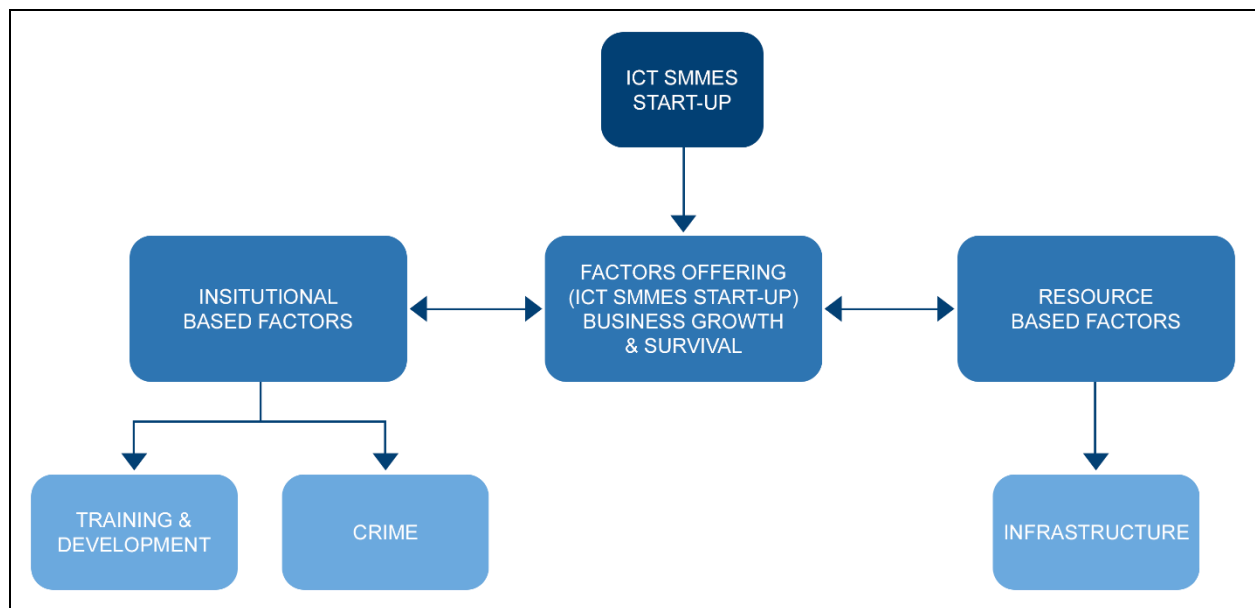 ICT SMMES
START-UP
INSITUTIONAL
BASED FACTORS
FACTORS OFFERING
(ICT SMMES START-UP)
BUSINESS GROWTH
& SURVIVAL
RESOURCE
BASED FACTORS
TRAINING &
DEVELOPMENT
CRIME
INFRASTRUCTURE